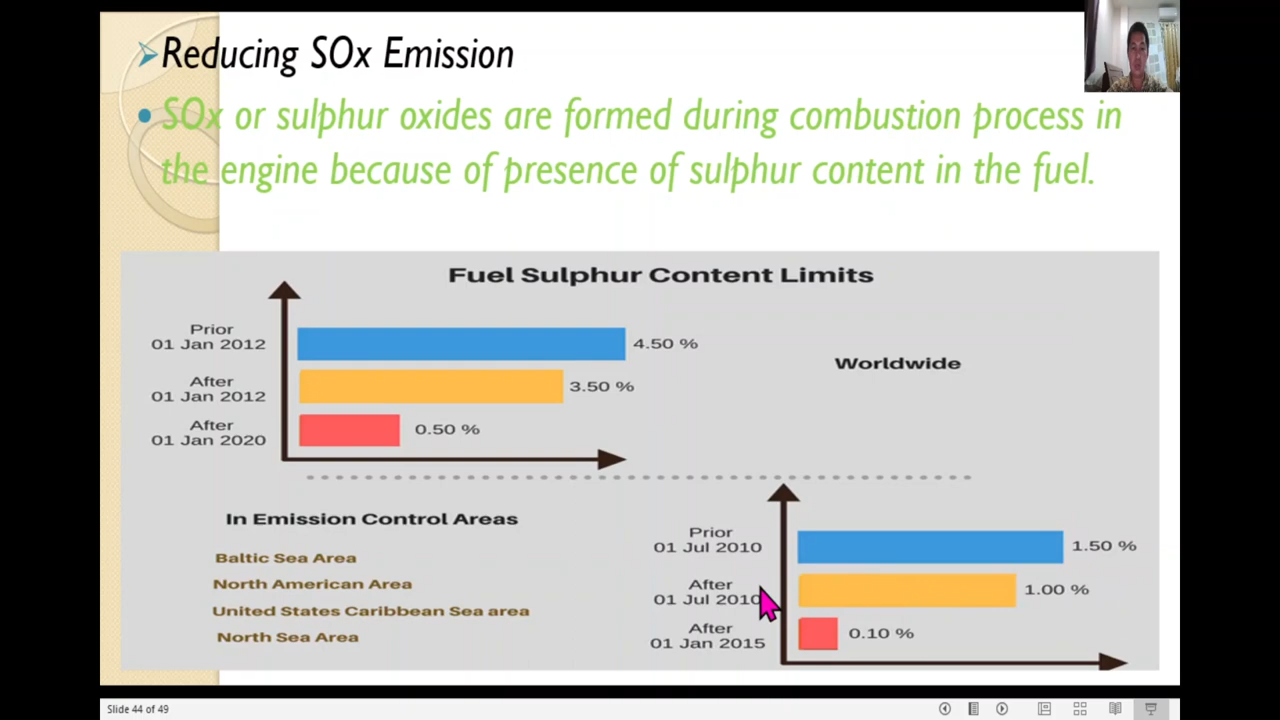 Reducing SOx Emission
SOx or sulphur oxides are formed during combustion process in
the engine because of presence of sulphur content in the fuel.
Fuel Sulphur Content Limits
Prior
01 Jan 2012
4.50 %
After
01 Jan 2012
3.50 %
After
01 Jan 2020
0.50 %
Worldwide
In Emission Control Areas
Baltic Sea Area
North American Area
United States Caribbean Sea area
North Sea Area
Prior
01 Jul 2010
1.50 %
After
01 Jul 2010
1.00 %
After
01 Jan 2015
0.10 %
Slide 44 of 49